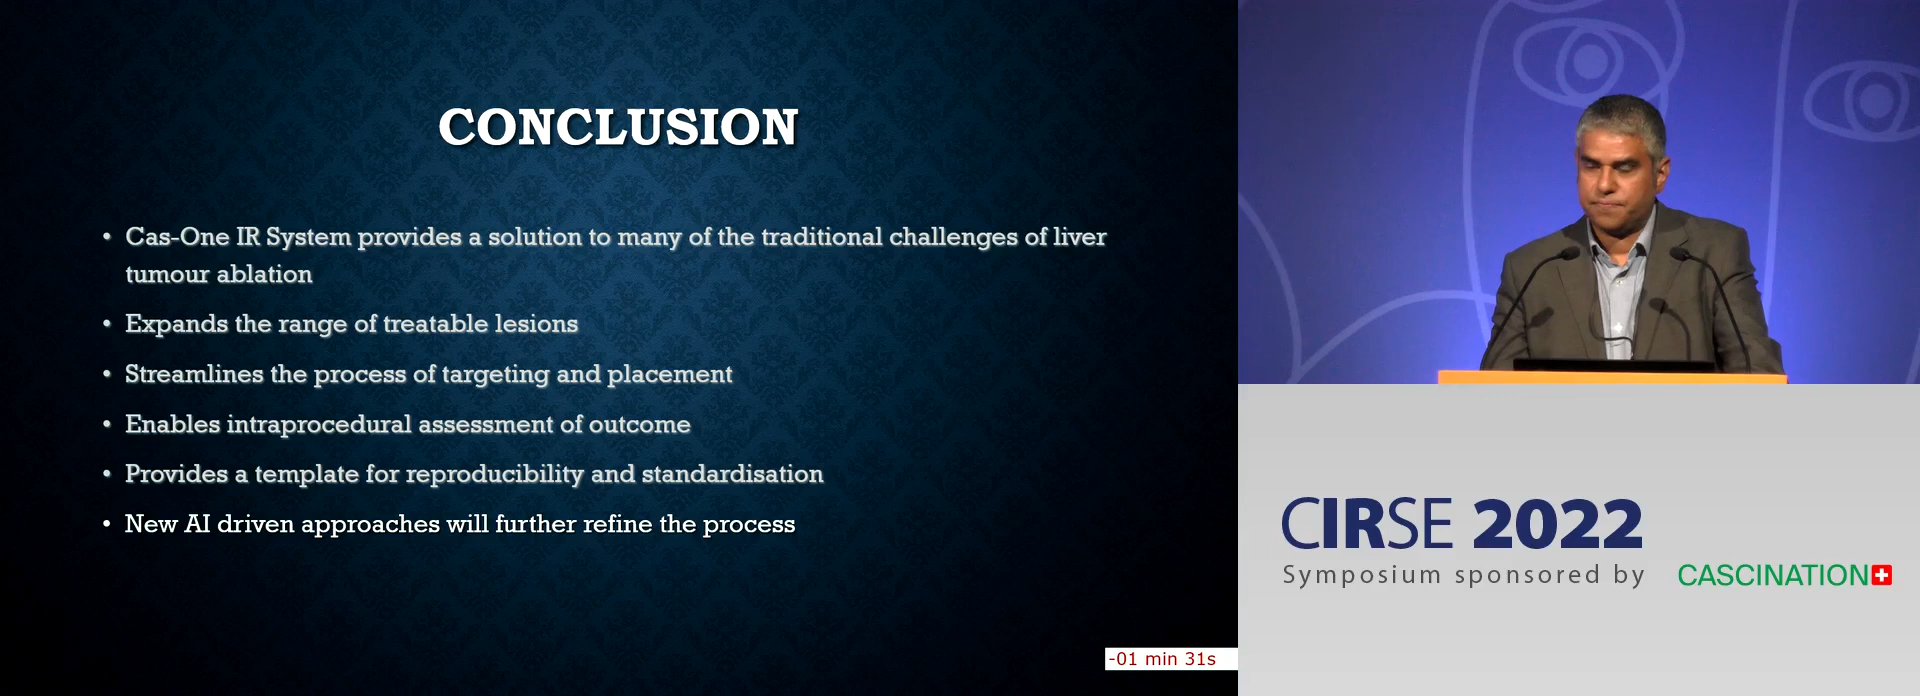 CONCLUSION
• Cas-One IR System provides a solution to many of the traditional challenges of liver
tumour ablation
• Expands the range of treatable lesions
• Streamlines the process of targeting and placement
• Enables intraprocedural assessment of outcome
• Provides a template for reproducibility and standardisation
• New AI driven approaches will further refine the process
-01 min 31s
CIRSE 2022
Symposium sponsored by CASCINATION